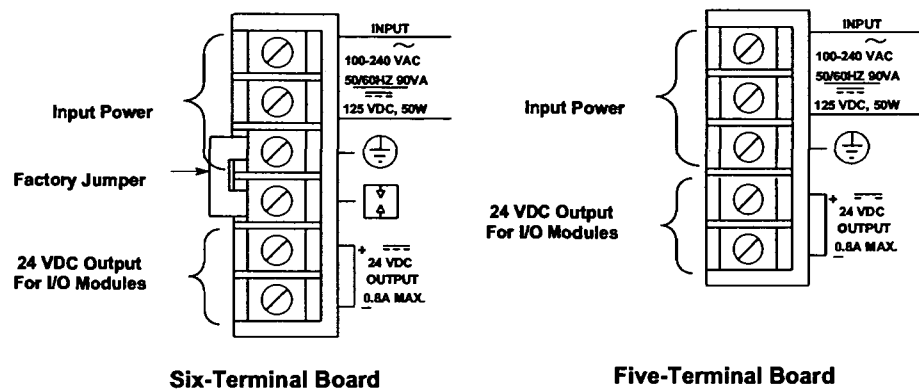 INPUT
100-240 VAC
50/60HZ 90VA
125 VDC, 50W
Input Power
Factory Jumper
24 VDC Output
For I/O Modules
+
24 VDC
OUTPUT
0.8A MAX.
Six-Terminal Board
INPUT
100-240 VAC
50/60HZ 90VA
125 VDC, 50W
Input Power
24 VDC Output
For I/O Modules
+
24 VDC
OUTPUT
0.8A MAX.
Five-Terminal Board